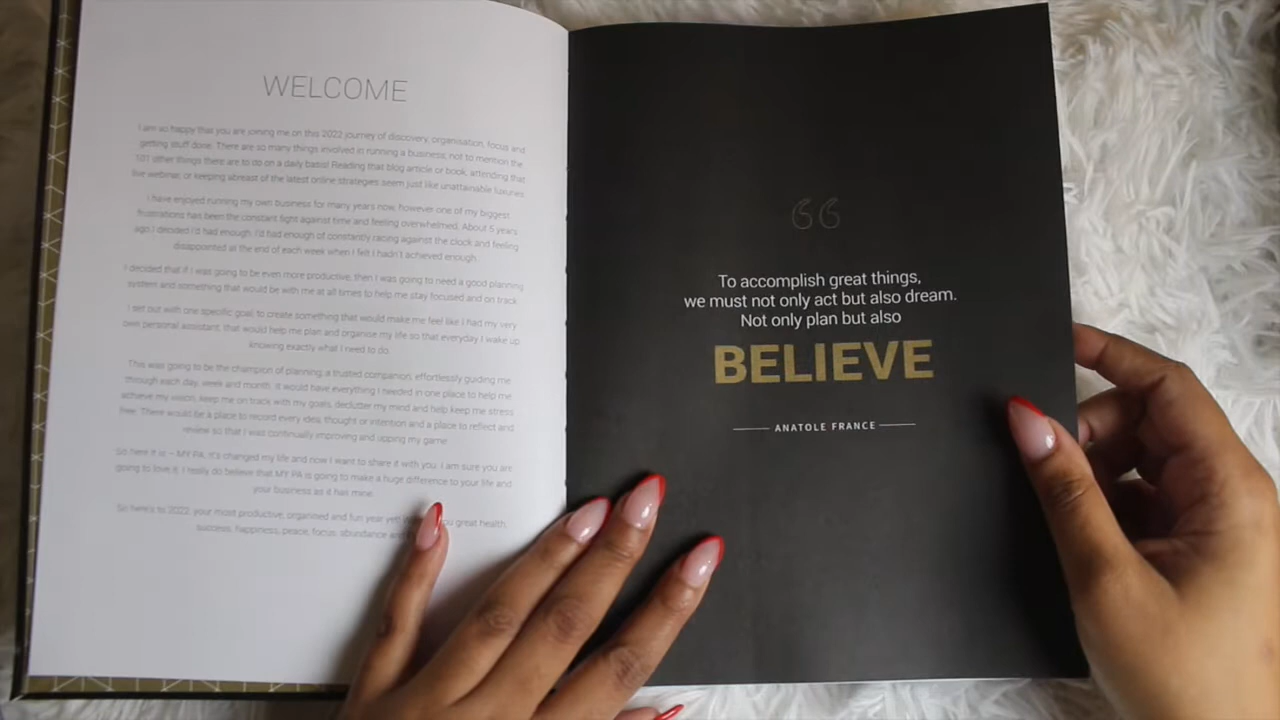 WELCOME
I am so happy that you are joining me on this 2022 journey of discovery, organisation, focus and
getting stuff done. There are so many things involved in running a business, not to mention the
101 other things there are to do on a daily basis! Reading that blog article or book, attending that
live webinar, or keeping abreast of the latest online strategies seem just like unattainable luxuries.
I have enjoyed running my own business for many years now, however one of my biggest
frustrations has been the constant fight against time and feeling overwhelmed. About 5 years
ago I decided I'd had enough. I'd had enough of constantly racing against the clock and feeling
disappointed at the end of each week when I felt I hadn't achieved enough.
I decided that if I was going to be even more productive, then I was going to need a good planning
system and something that would be with me at all times to help me stay focused and on track.
I set out with one specific goal, to create something that would make me feel like I had my very
own personal assistant, that would help me plan and organise my life so that everyday I wake up
knowing exactly what I need to do.
This was going to be the champion of planning, a trusted companion, effortlessly guiding me
through each day, week and month. It would have everything I needed in one place to help me
achieve my vision, keep me on track with my goals, declutter my mind and help keep me stress
free. There would be a place to record every idea, thought or intention and a place to reflect and
review so that I was continually improving and upping my game.
So here it is – MY PA. It's changed my life and now I want to share it with you. I am sure you are
going to love it. I really do believe that MY PA is going to make a huge difference to your life and
your business as it has mine.
So here's to 2022, your most productive, organised and fun year yet! you great health,
success, happiness, peace, focus, abundance
“
To accomplish great things,
we must not only act but also dream.
Not only plan but also
BELIEVE
ANATOLE FRANCE